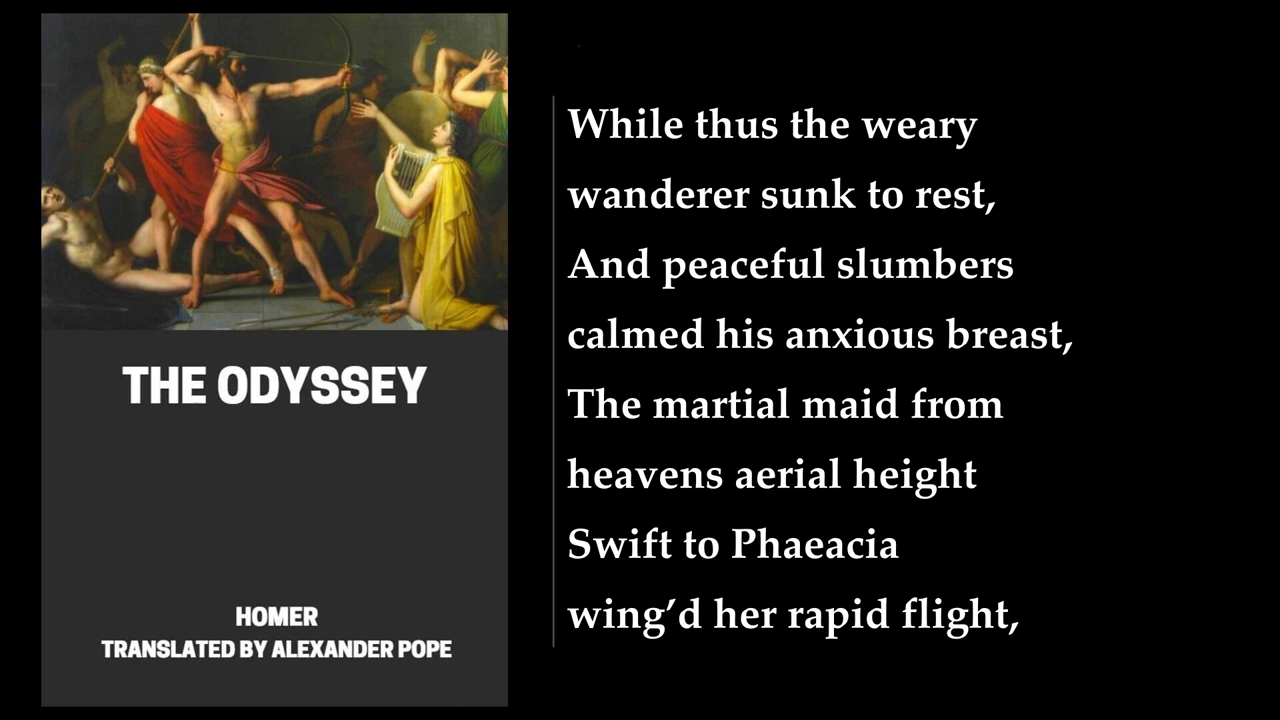 THE ODYSSEY
HOMER
TRANSLATED BY ALEXANDER POPE
While thus the weary
wanderer sunk to rest,
And peaceful slumbers
calmed his anxious breast,
The martial maid from
heavens aerial height
Swift to Phaeacia
wing’d her rapid flight,